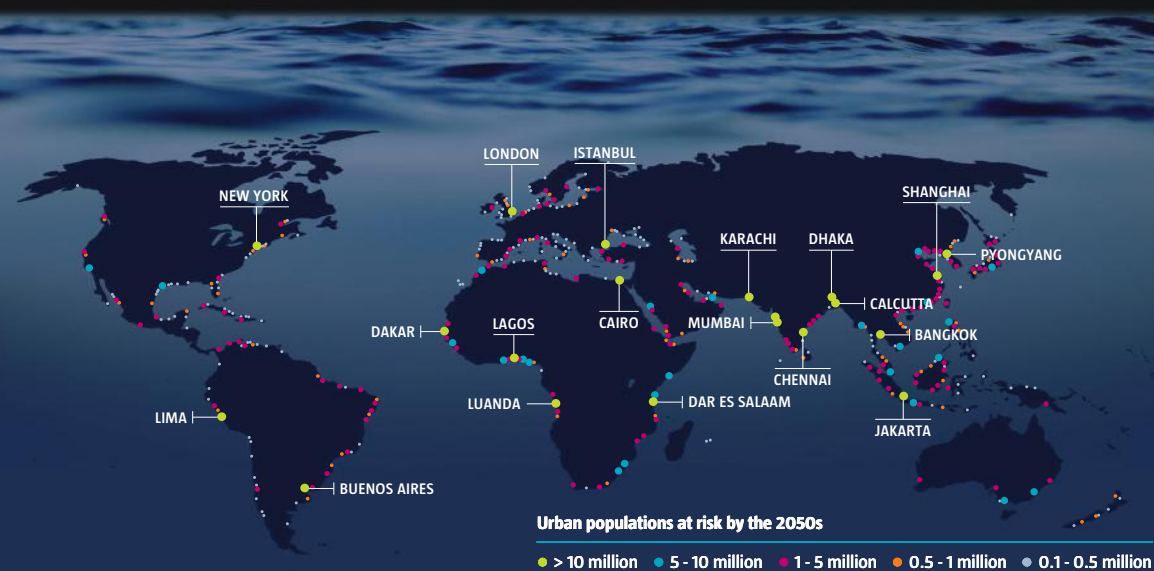 LONDON
ISTANBUL
NEW YORK
SHANGHAI
KARACHI
DHAKA
PYONGYANG
CALCUTTA
DAKAR
LAGOS
CAIRO
MUMBAI
BANGKOK
CHENNAI
LUANDA
DAR ES SALAAM
LIMA
JAKARTA
BUENOS AIRES
Urban populations at risk by the 2050s
> 10 million 5 - 10 million 1 - 5 million 0.5 - 1 million 0.1 - 0.5 million